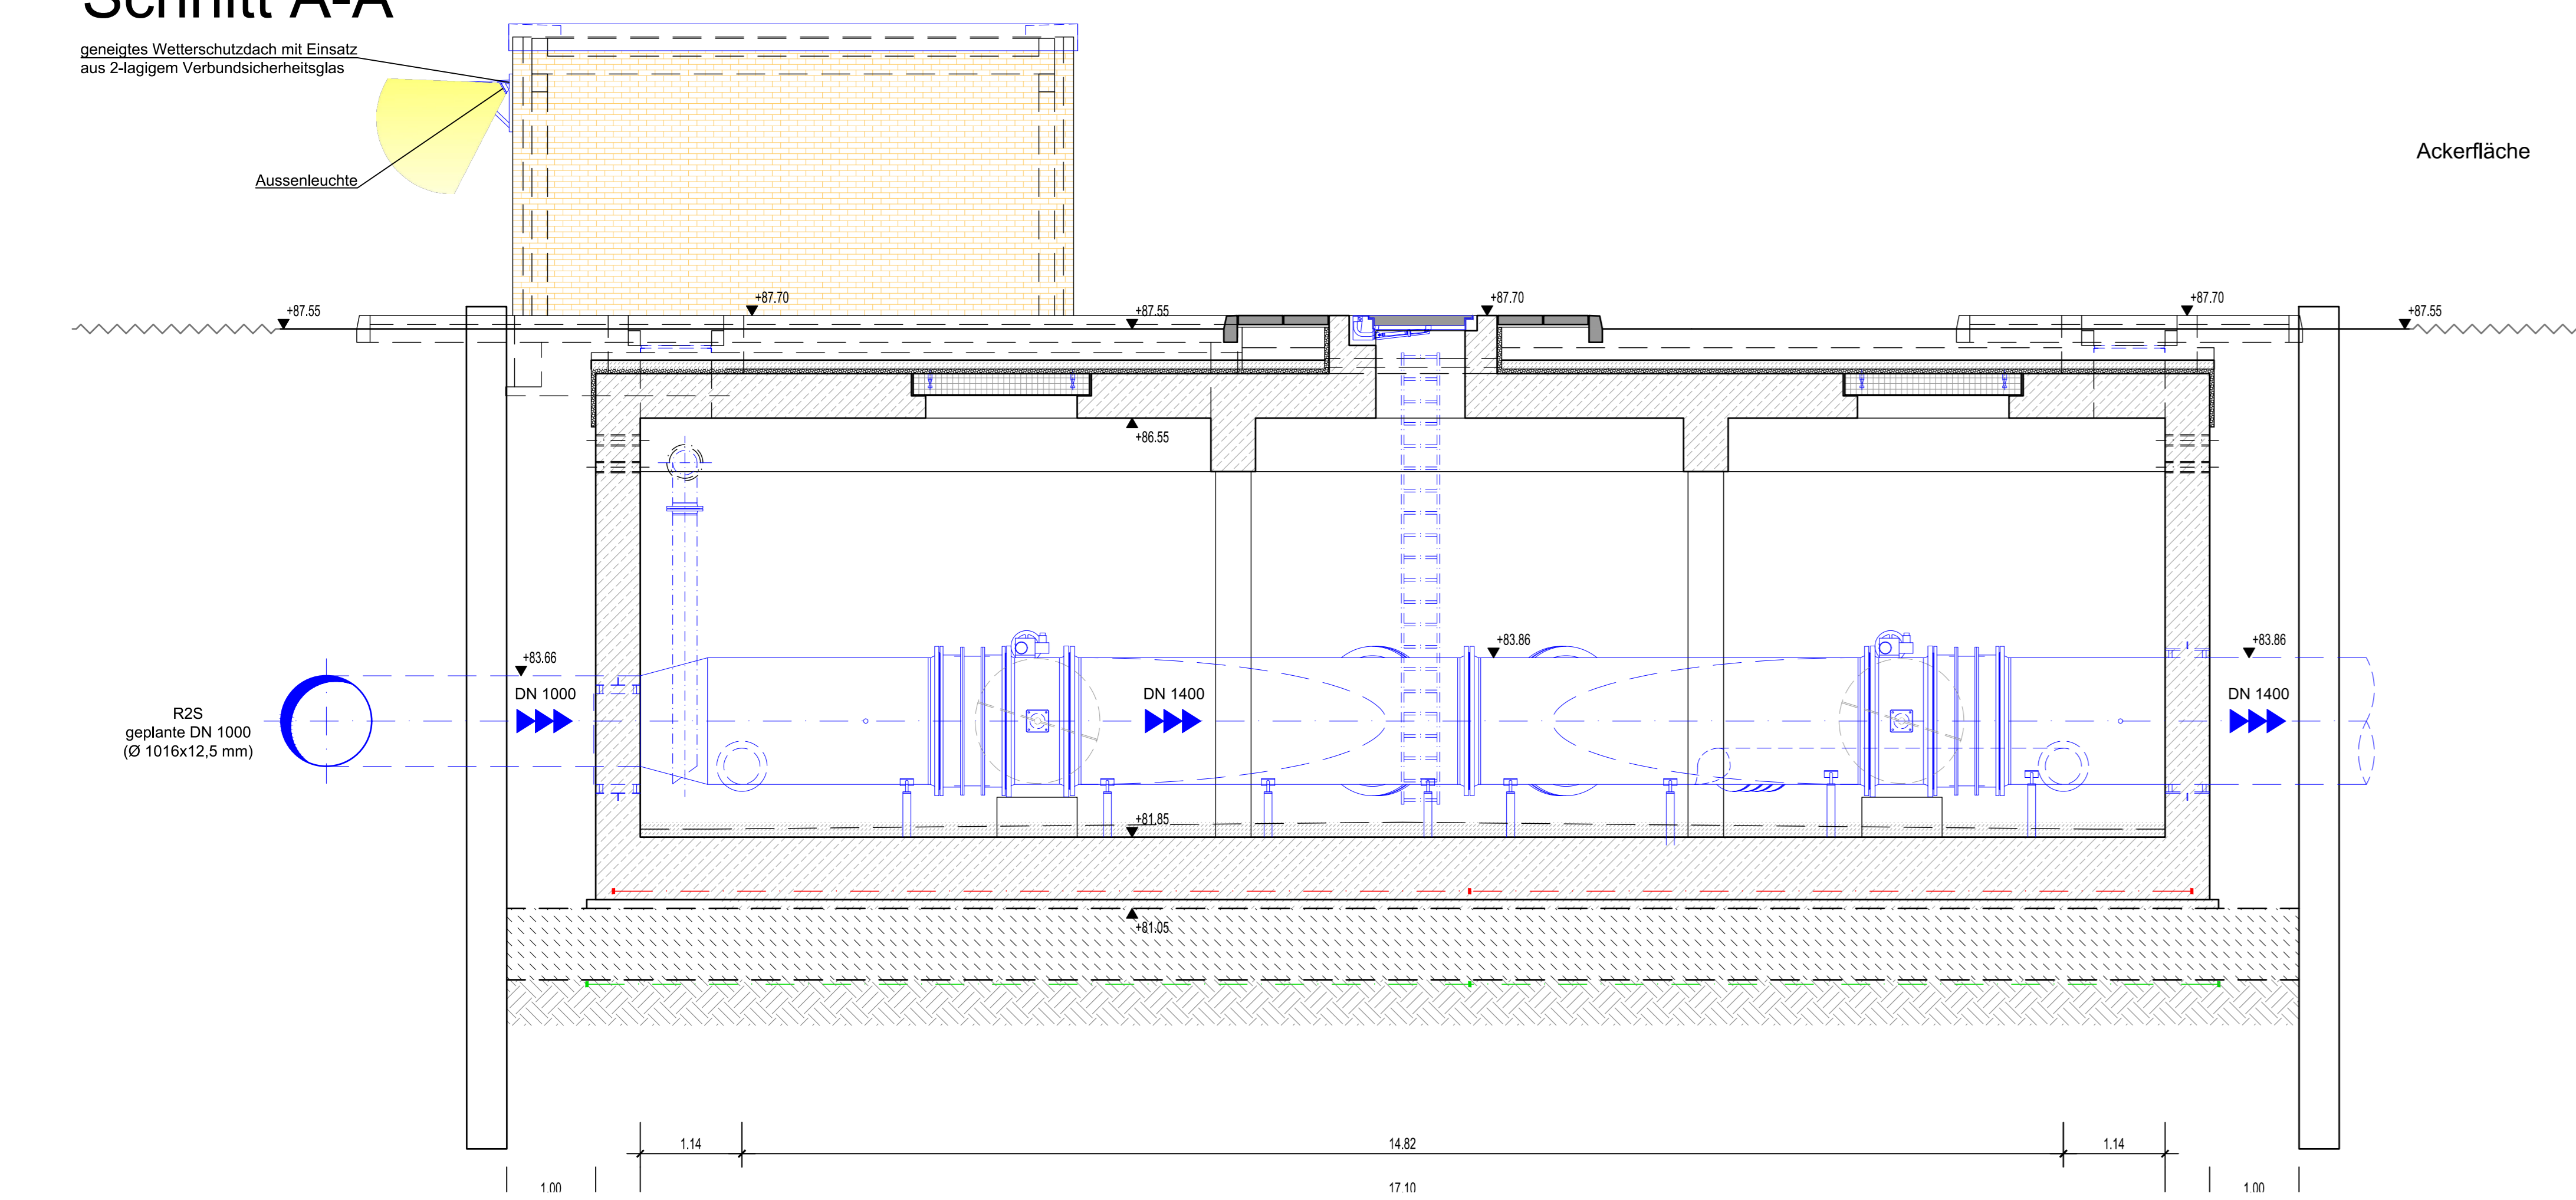 Schnitt A-A
geneigtes Wetterschutzdach mit Einsatz
aus 2-lagigem Verbundsicherheitsglas
Aussenleuchte
Ackerfläche
+87.55
+87.70
+87.55
+87.70
+87.70
+87.55
+86.55
+83.66
+83.86
+83.86
DN 1000
DN 1400
DN 1400
R2S
geplante DN 1000
(Ø 1016x12,5 mm)
+81.85
+81.05
1.14
14.82
1.14
1.00
17.10
1.00